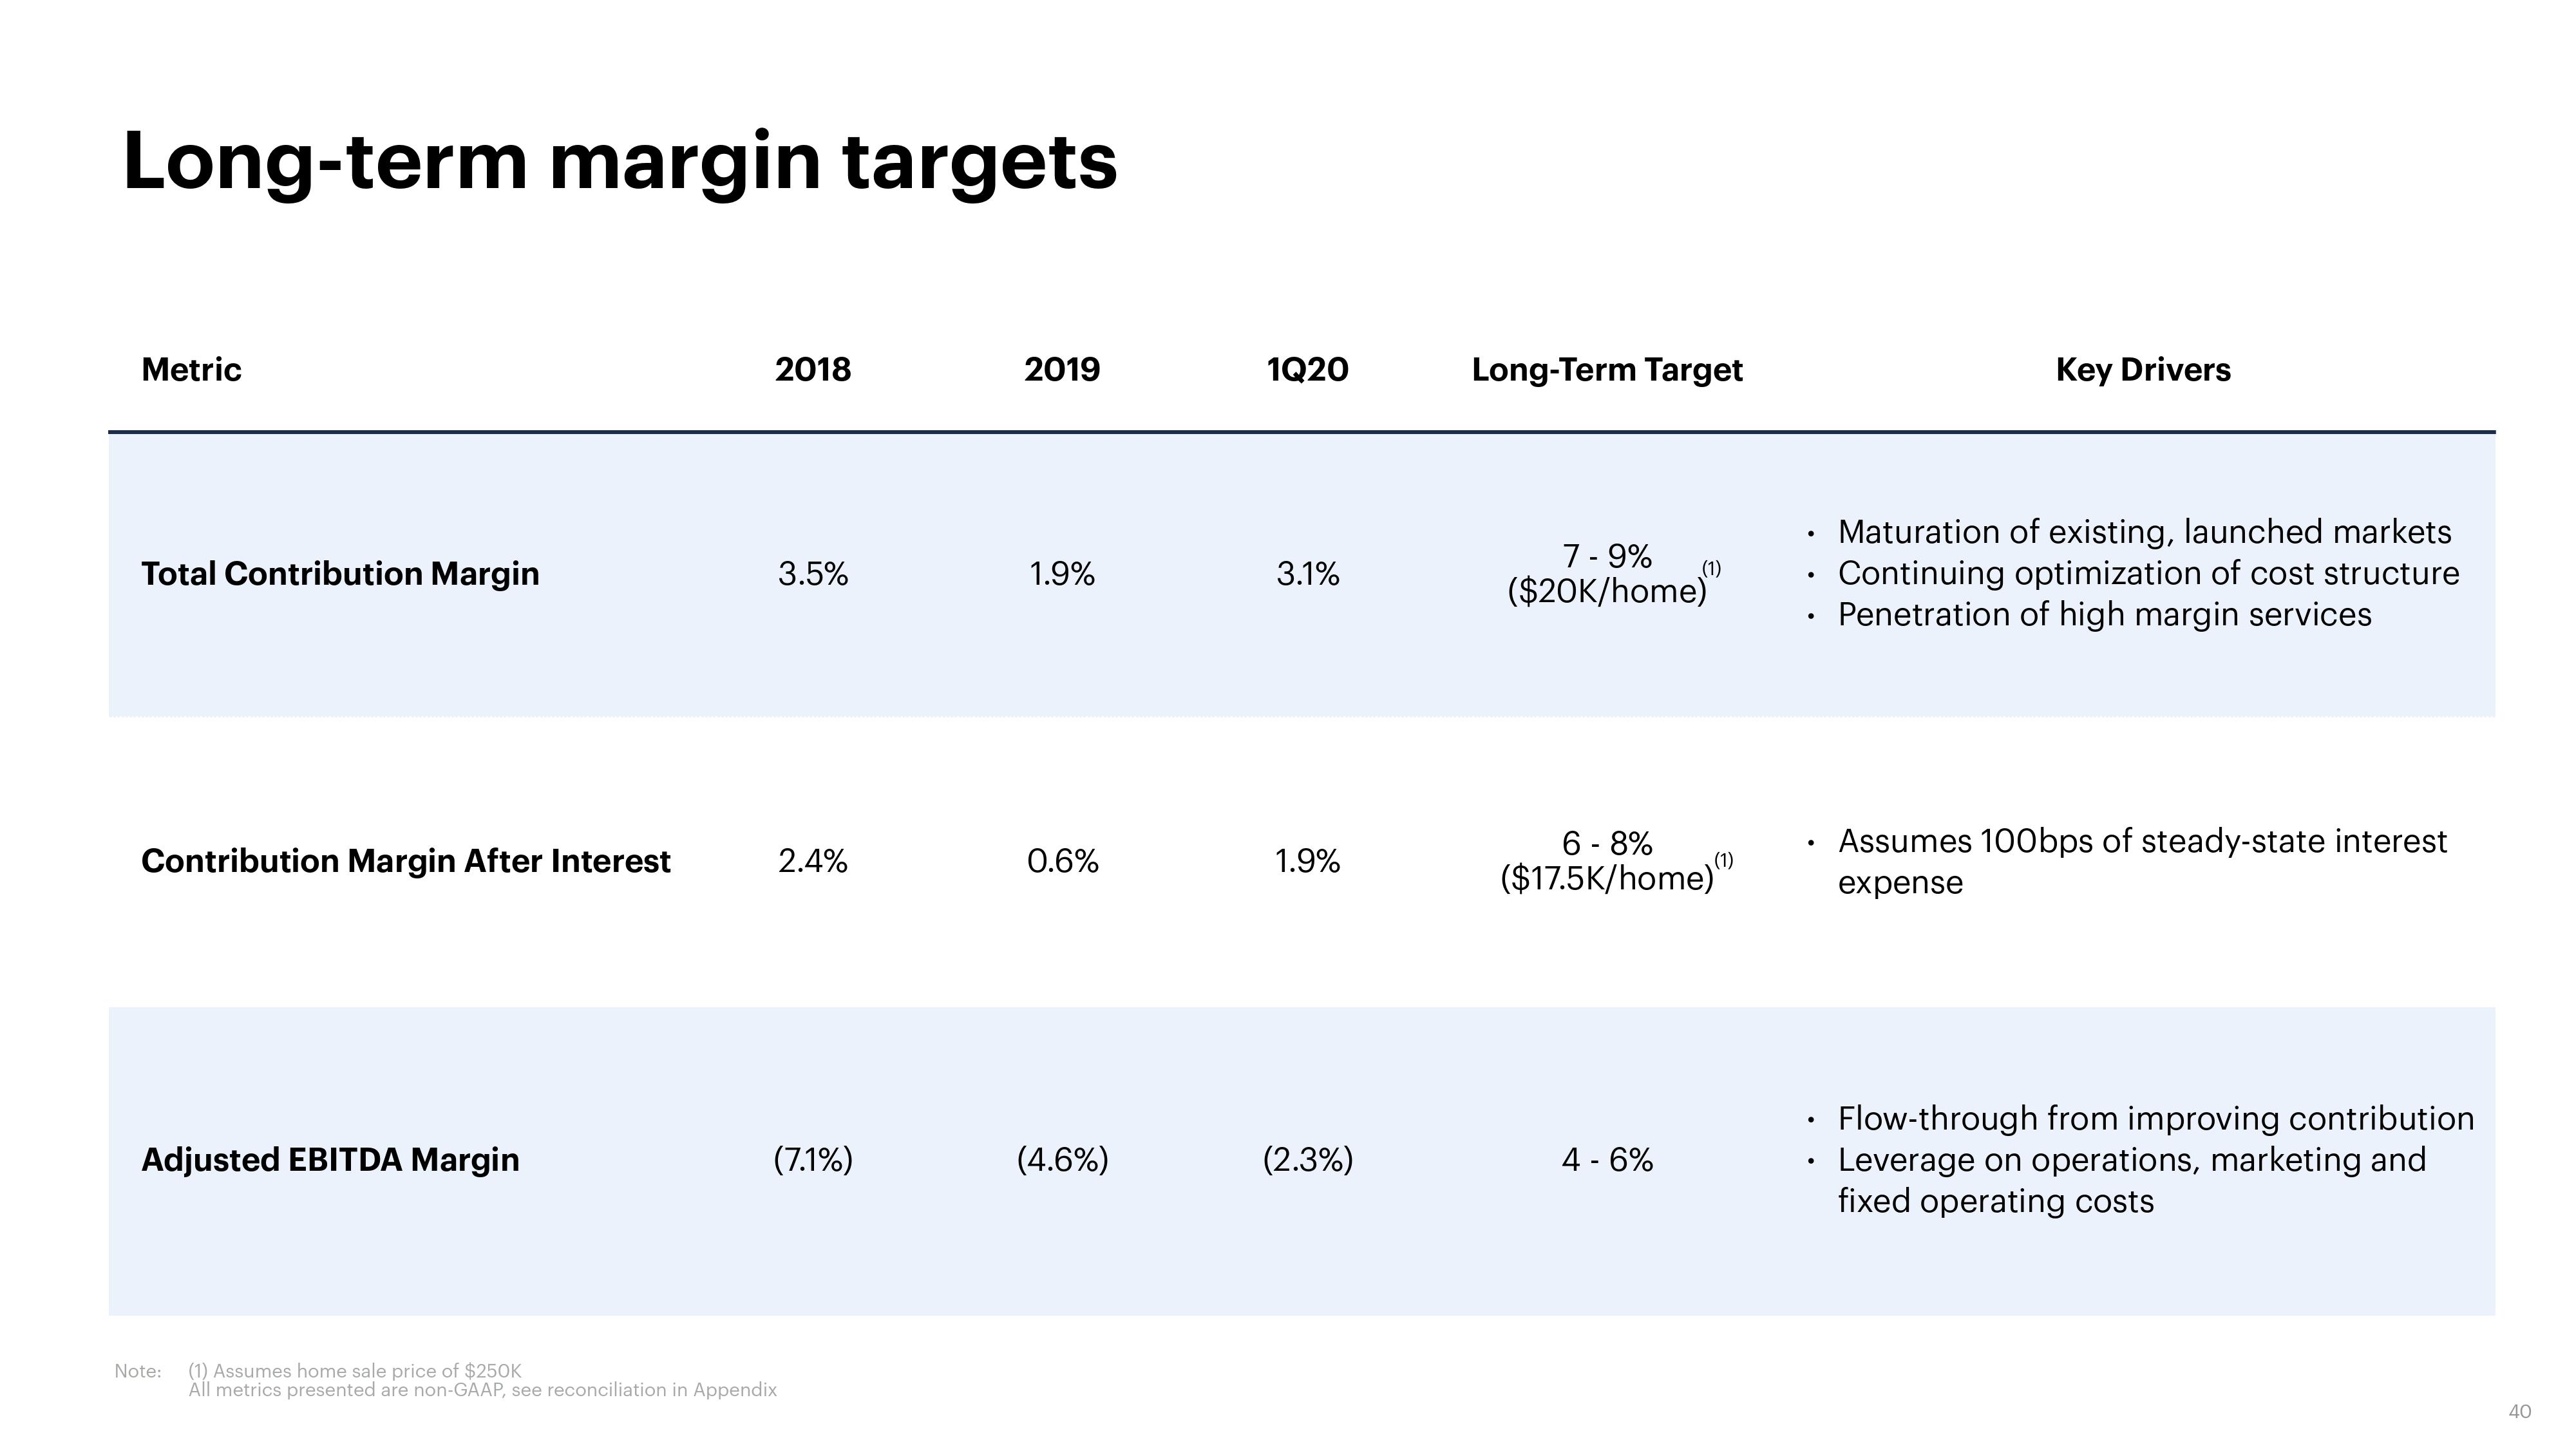 Long-term margin targets
Metric 2018 2019 1Q20 Long-Term Target Key Drivers
Total Contribution Margin 3.5% 1.9% 3.1% 7 - 9%
($20K/home)(1)
• Maturation of existing, launched markets
• Continuing optimization of cost structure
• Penetration of high margin services
Contribution Margin After Interest 2.4% 0.6% 1.9% 6 - 8%
($17.5K/home)(1)
• Assumes 100bps of steady-state interest
expense
Adjusted EBITDA Margin (7.1%) (4.6%) (2.3%) 4 - 6%
• Flow-through from improving contribution
• Leverage on operations, marketing and
fixed operating costs
Note: (1) Assumes home sale price of $250K
All metrics presented are non-GAAP, see reconciliation in Appendix
40